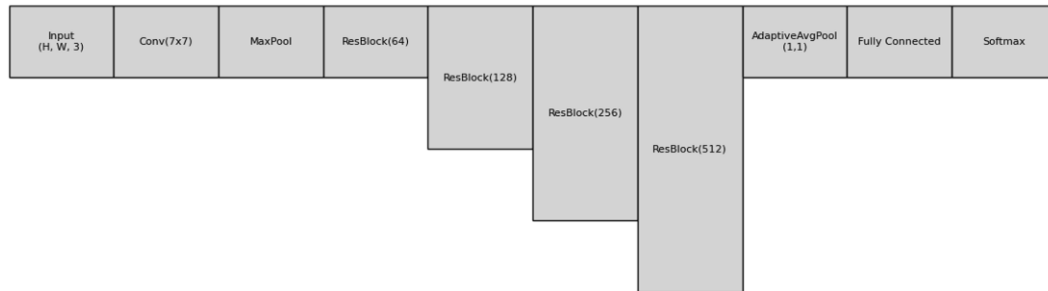 Input
(H, W, 3)
Conv(7x7)
MaxPool
ResBlock(64)
ResBlock(128)
ResBlock(256)
ResBlock(512)
AdaptiveAvgPool
(1,1)
Fully Connected
Softmax